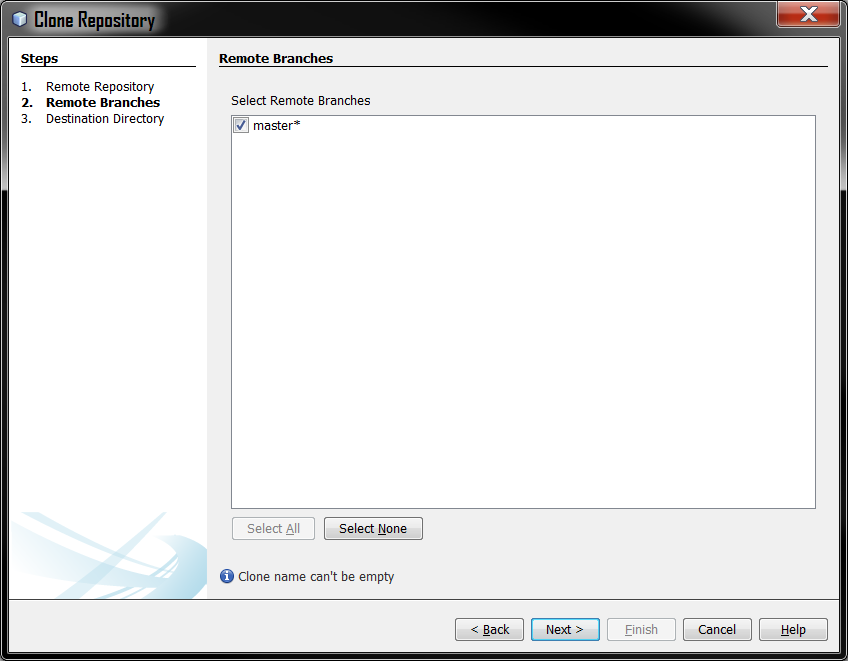 Clone Repository
Steps
1. Remote Repository
2. Remote Branches
3. Destination Directory
Remote Branches
Select Remote Branches
master*
Select All
Select None
Clone name can't be empty
< Back
Next >
Finish
Cancel
Help